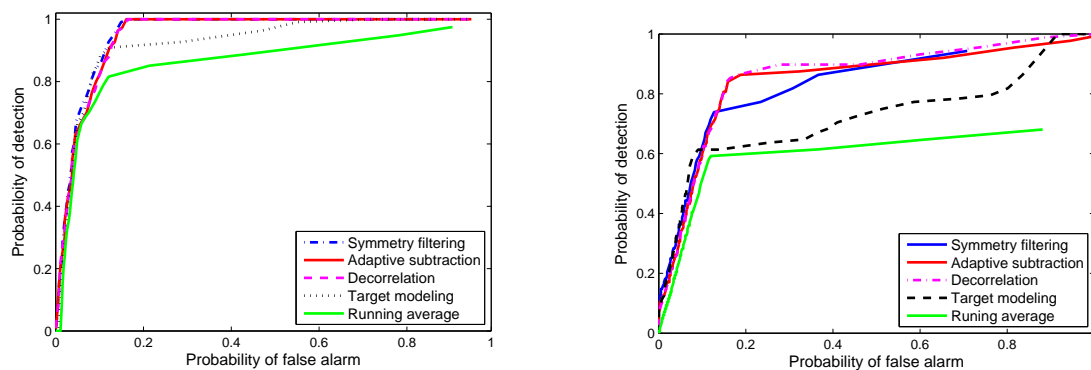 1
0.8
0.6
0.4
0.2
0
0 0.2 0.4 0.6 0.8 1
Probabiloity of detection
Probability of false alarm
Symmetry filtering
Adaptive subtraction
Decorrelation
Target modeling
Running average
1
0.8
0.6
0.4
0.2
0
0 0.2 0.4 0.6 0.8
Probability of detection
Probability of false alarm
Symmetry filtering
Adaptive subtraction
Decorrelation
Target modeling
Runing average